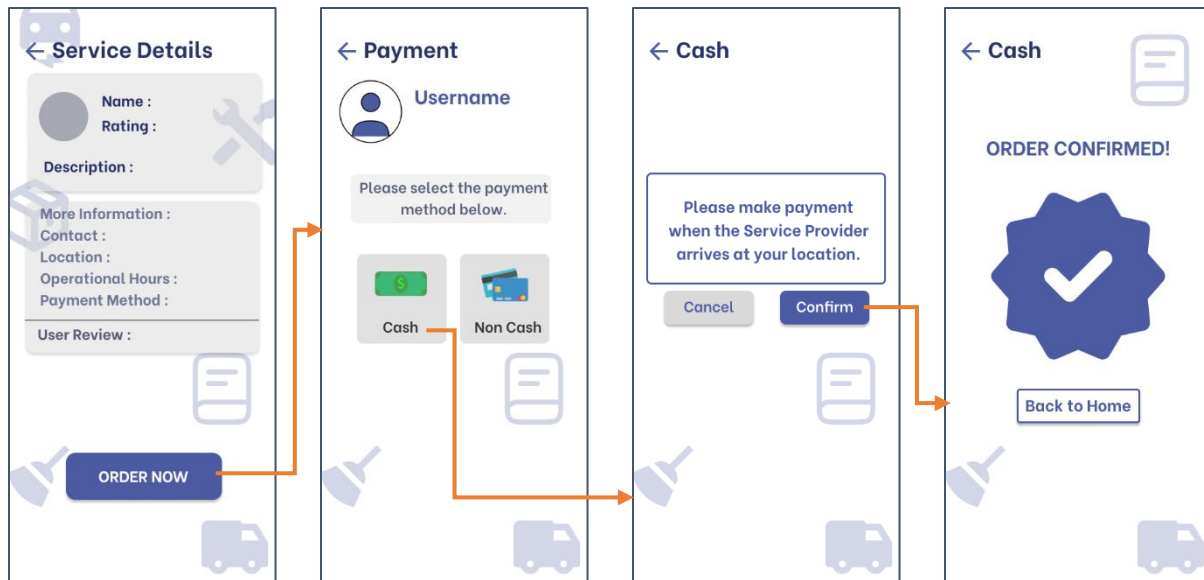 Service Details
Name :
Rating :
Description :
More Information :
Contact :
Location :
Operational Hours :
Payment Method :
User Review :
ORDER NOW
Payment
Username
Please select the payment
method below.
Cash
Non Cash
Cash
Please make payment
when the Service Provider
arrives at your location.
Cancel
Confirm
Cash
ORDER CONFIRMED!
Back to Home